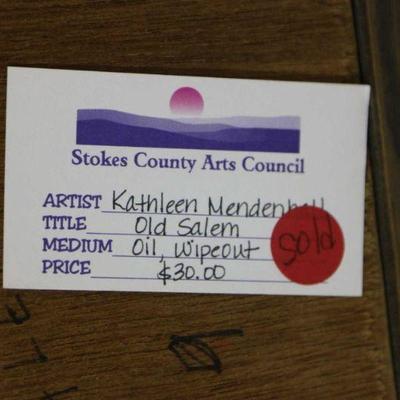 Stokes County Arts Council
ARTIST Kathleen Mendenhall
TITLE Old Salem
MEDIUM Oil, wipeout
PRICE $30.00
Sold